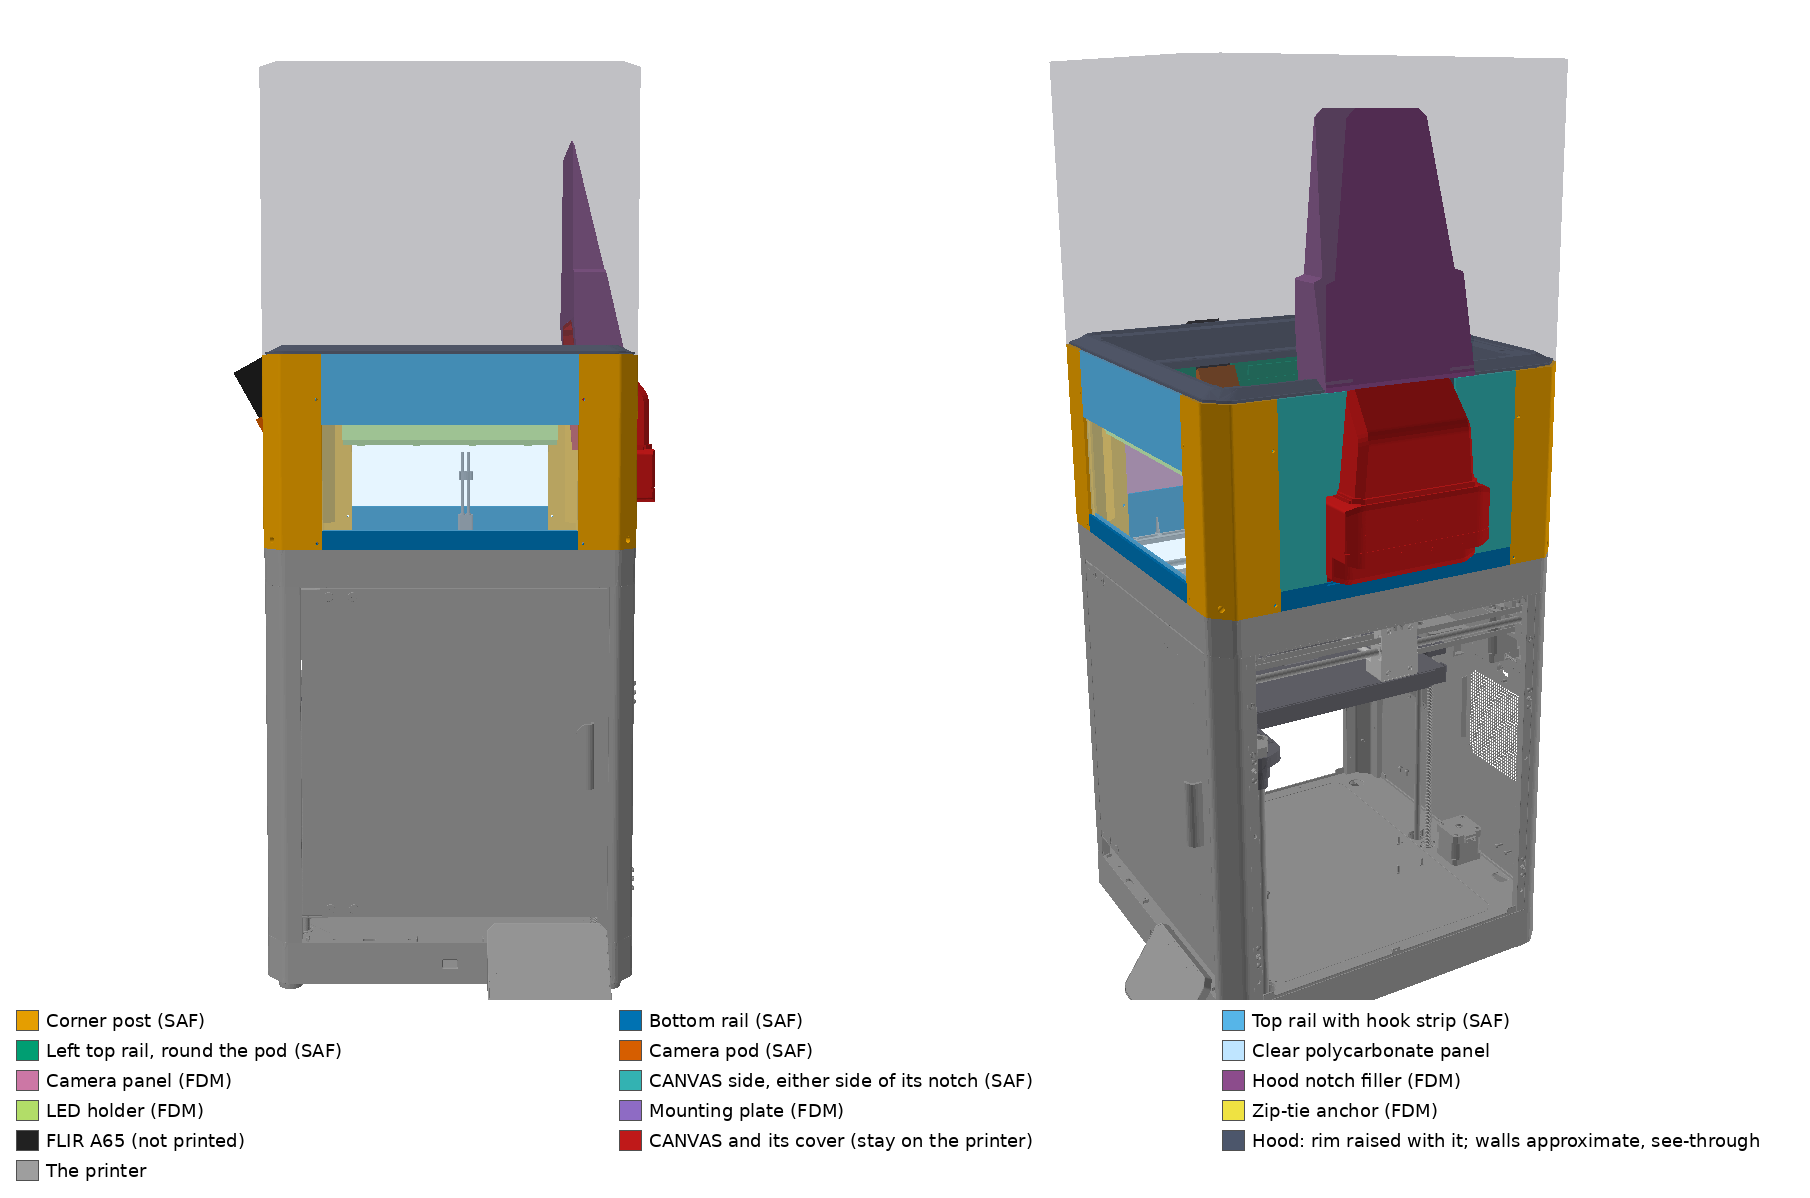 Corner post (SAF)
Bottom rail (SAF)
Top rail with hook strip (SAF)
Left top rail, round the pod (SAF)
Camera pod (SAF)
Clear polycarbonate panel
Camera panel (FDM)
CANVAS side, either side of its notch (SAF)
Hood notch filler (FDM)
LED holder (FDM)
Mounting plate (FDM)
Zip-tie anchor (FDM)
FLIR A65 (not printed)
CANVAS and its cover (stay on the printer)
Hood: rim raised with it; walls approximate, see-through
The printer